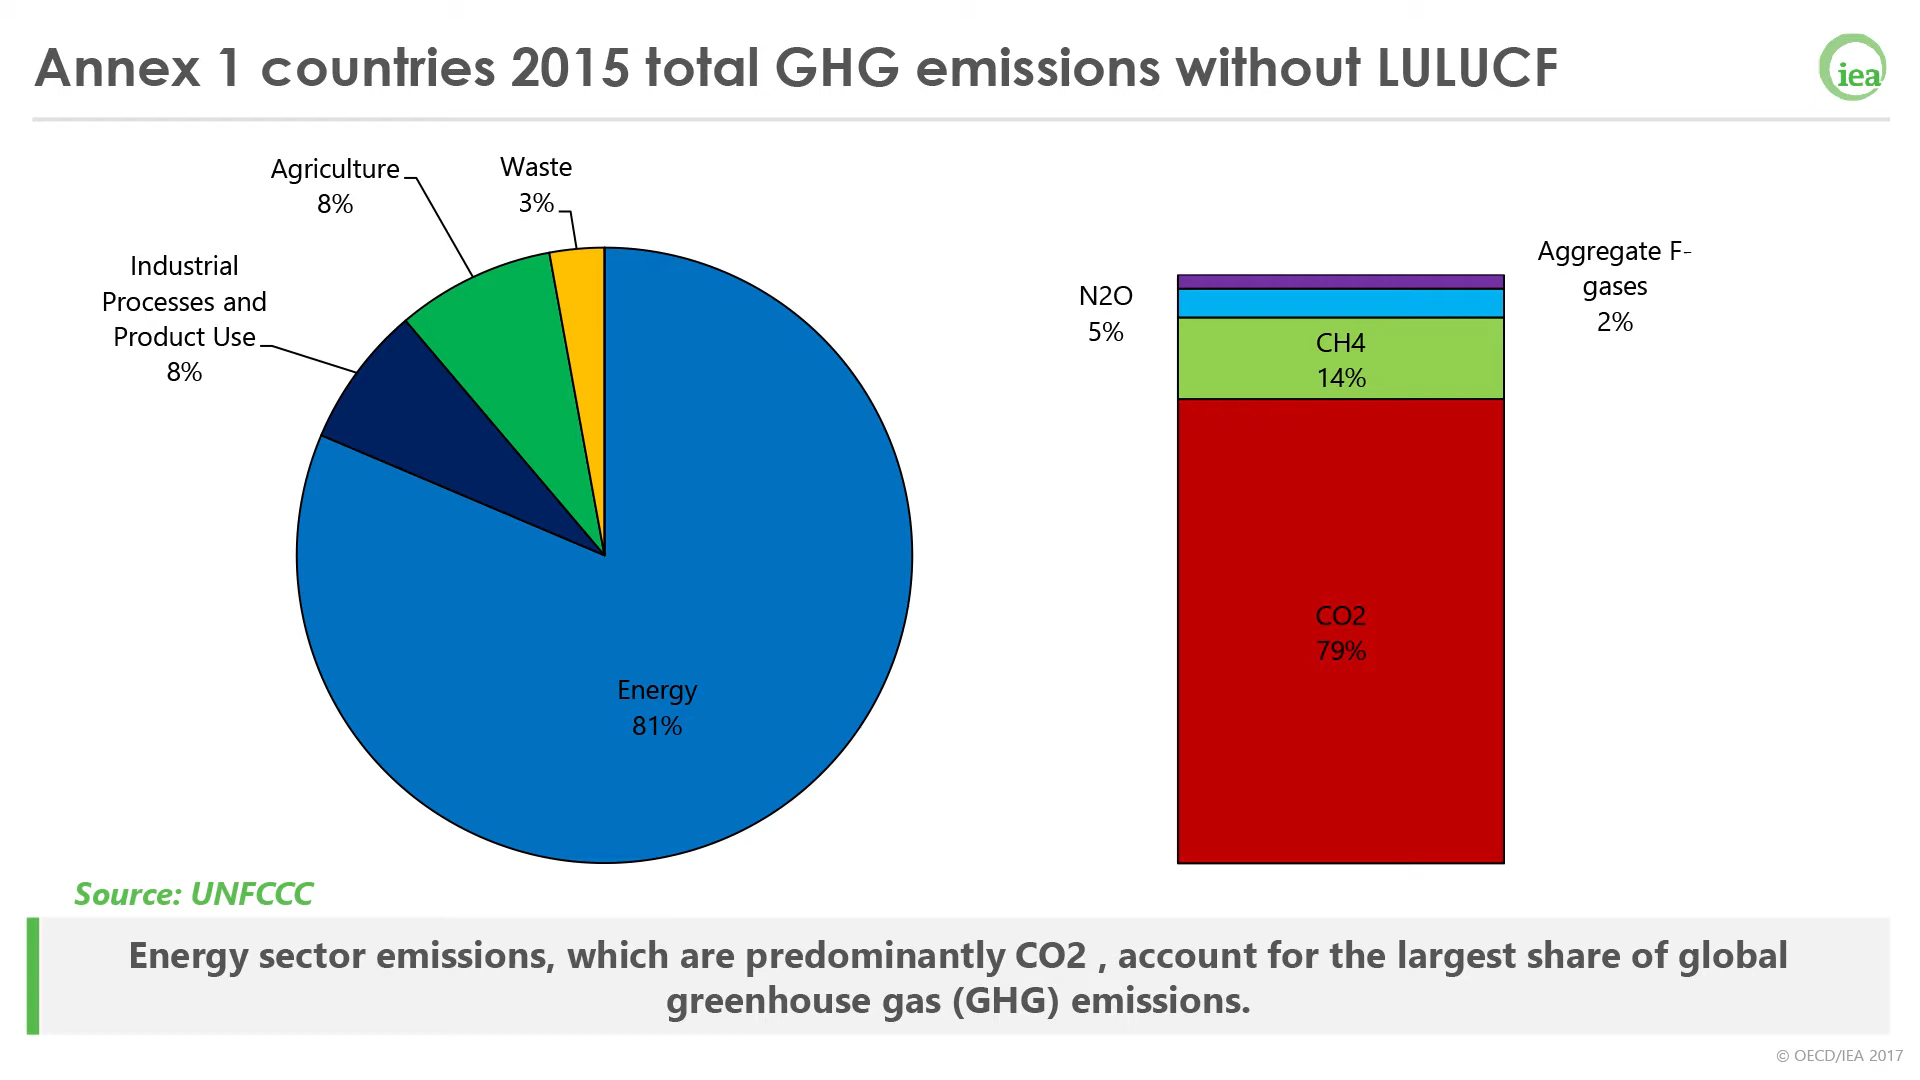 Annex 1 countries 2015 total GHG emissions without LULUCF
iea
Agriculture
8%
Waste
3%
Industrial
Processes and
Product Use
8%
Energy
81%
N2O
5%
Aggregate F-
gases
2%
CH4
14%
CO2
79%
Source: UNFCCC
Energy sector emissions, which are predominantly CO2 , account for the largest share of global
greenhouse gas (GHG) emissions.
© OECD/IEA 2017